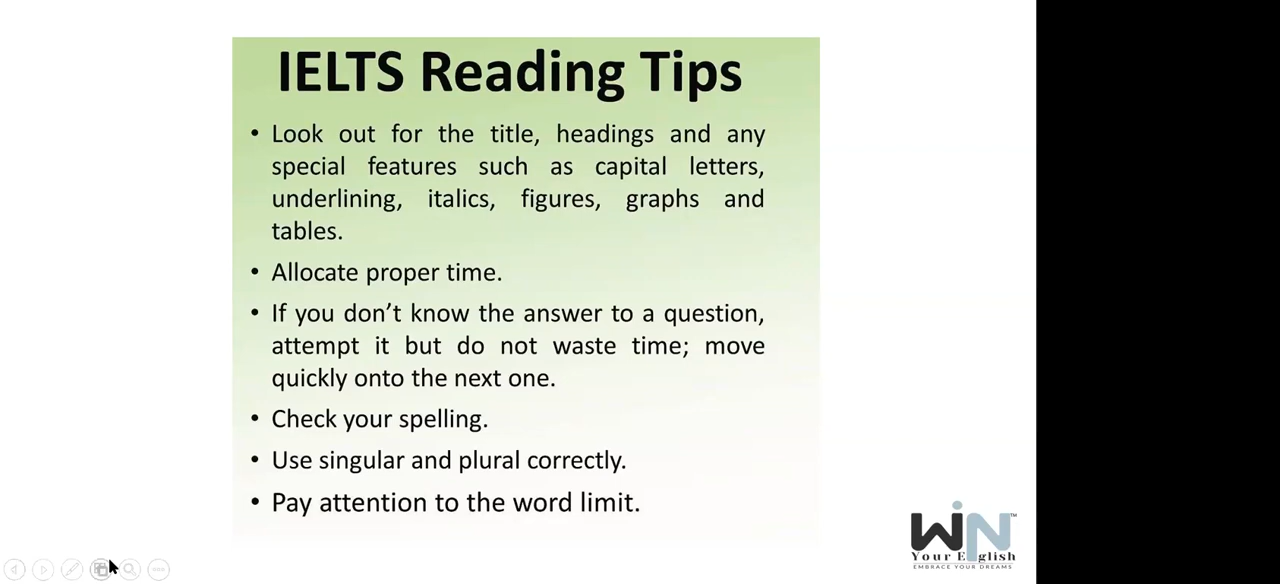 IELTS Reading Tips
• Look out for the title, headings and any
special features such as capital letters,
underlining, italics, figures, graphs and
tables.
• Allocate proper time.
• If you don’t know the answer to a question,
attempt it but do not waste time; move
quickly onto the next one.
• Check your spelling.
• Use singular and plural correctly.
• Pay attention to the word limit.
WiN™
Your English
EMBRACE YOUR DREAMS